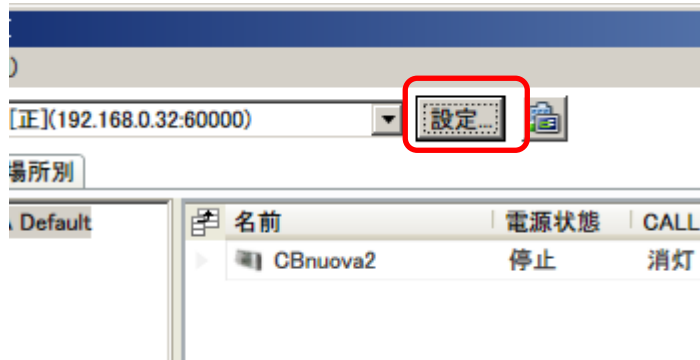 )
[正](192.168.0.32:60000) 設定...
場所別
Default 名前 電源状態 CALL
CBnuova2 停止 消灯